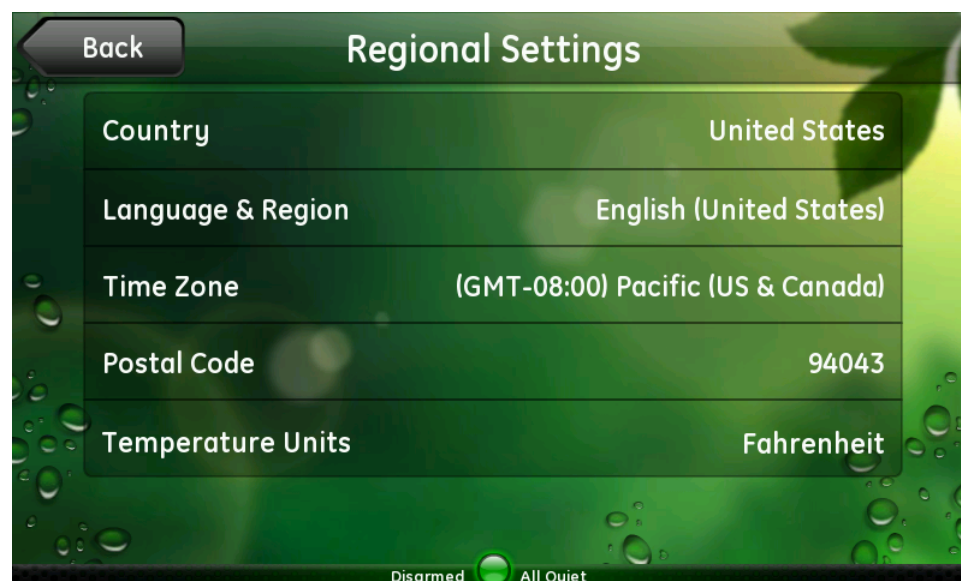 Back
Regional Settings
Country United States
Language & Region English (United States)
Time Zone (GMT-08:00) Pacific (US & Canada)
Postal Code 94043
Temperature Units Fahrenheit
Disarmed All Quiet